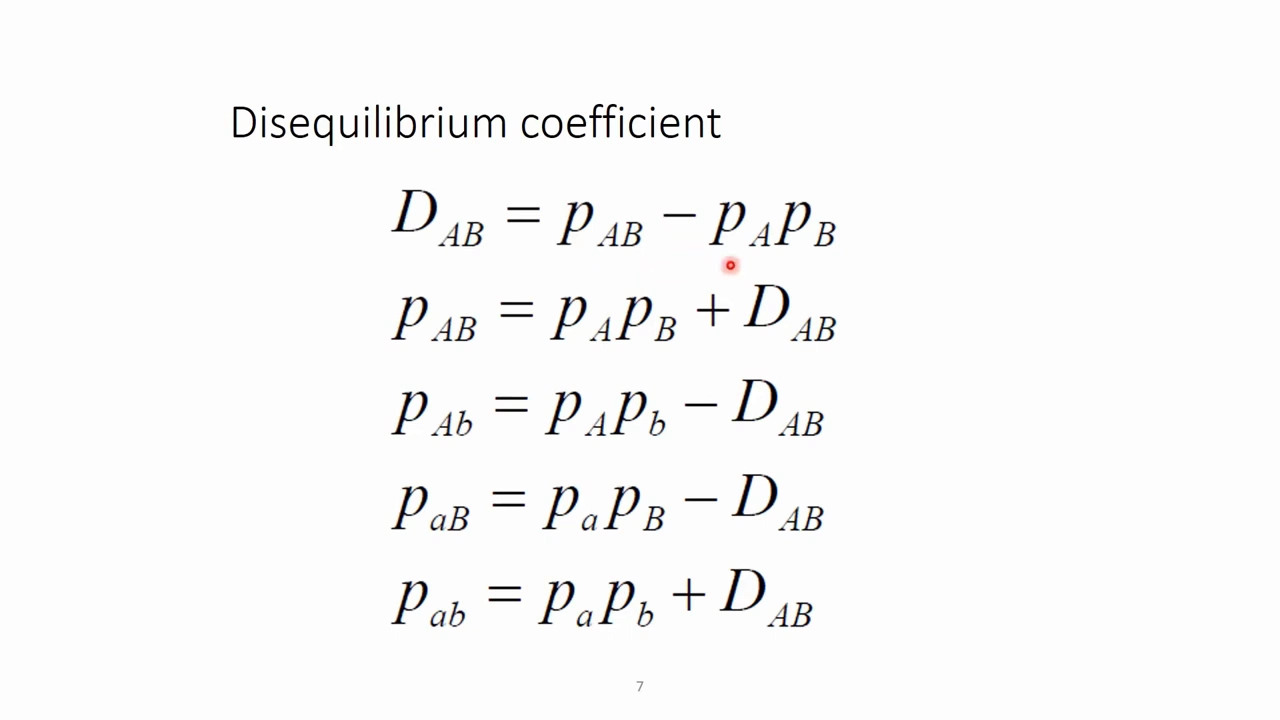 Disequilibrium coefficient
D_AB = p_AB − p_A p_B
p_AB = p_A p_B + D_AB
p_Ab = p_A p_b − D_AB
p_aB = p_a p_B − D_AB
p_ab = p_a p_b + D_AB
7